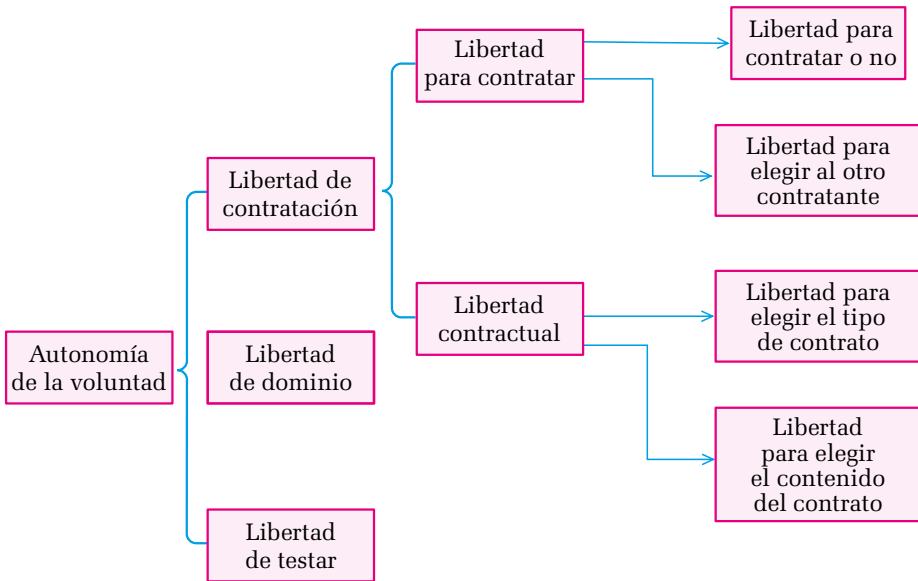 Autonomía
de la voluntad
Libertad de
contratación
Libertad
de dominio
Libertad
de testar
Libertad
para contratar
Libertad
contractual
Libertad para
contratar o no
Libertad para
elegir al otro
contratante
Libertad para
elegir el tipo
de contrato
Libertad
para elegir
el contenido
del contrato